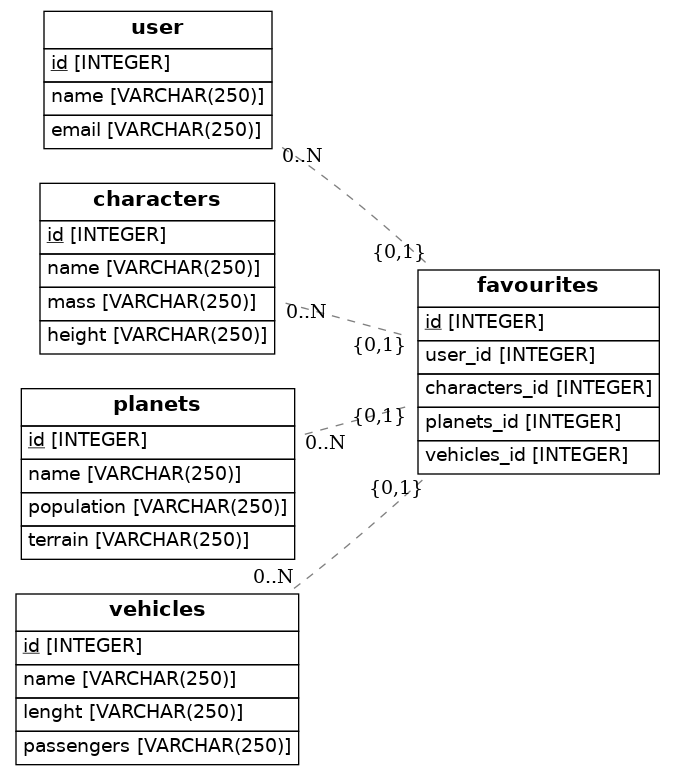 user
id [INTEGER]
name [VARCHAR(250)]
email [VARCHAR(250)]
0..N
{0,1}
characters
id [INTEGER]
name [VARCHAR(250)]
mass [VARCHAR(250)]
height [VARCHAR(250)]
0..N
{0,1}
favourites
id [INTEGER]
user_id [INTEGER]
characters_id [INTEGER]
planets_id [INTEGER]
vehicles_id [INTEGER]
planets
id [INTEGER]
name [VARCHAR(250)]
population [VARCHAR(250)]
terrain [VARCHAR(250)]
{0,1}
0..N
{0,1}
0..N
vehicles
id [INTEGER]
name [VARCHAR(250)]
lenght [VARCHAR(250)]
passengers [VARCHAR(250)]